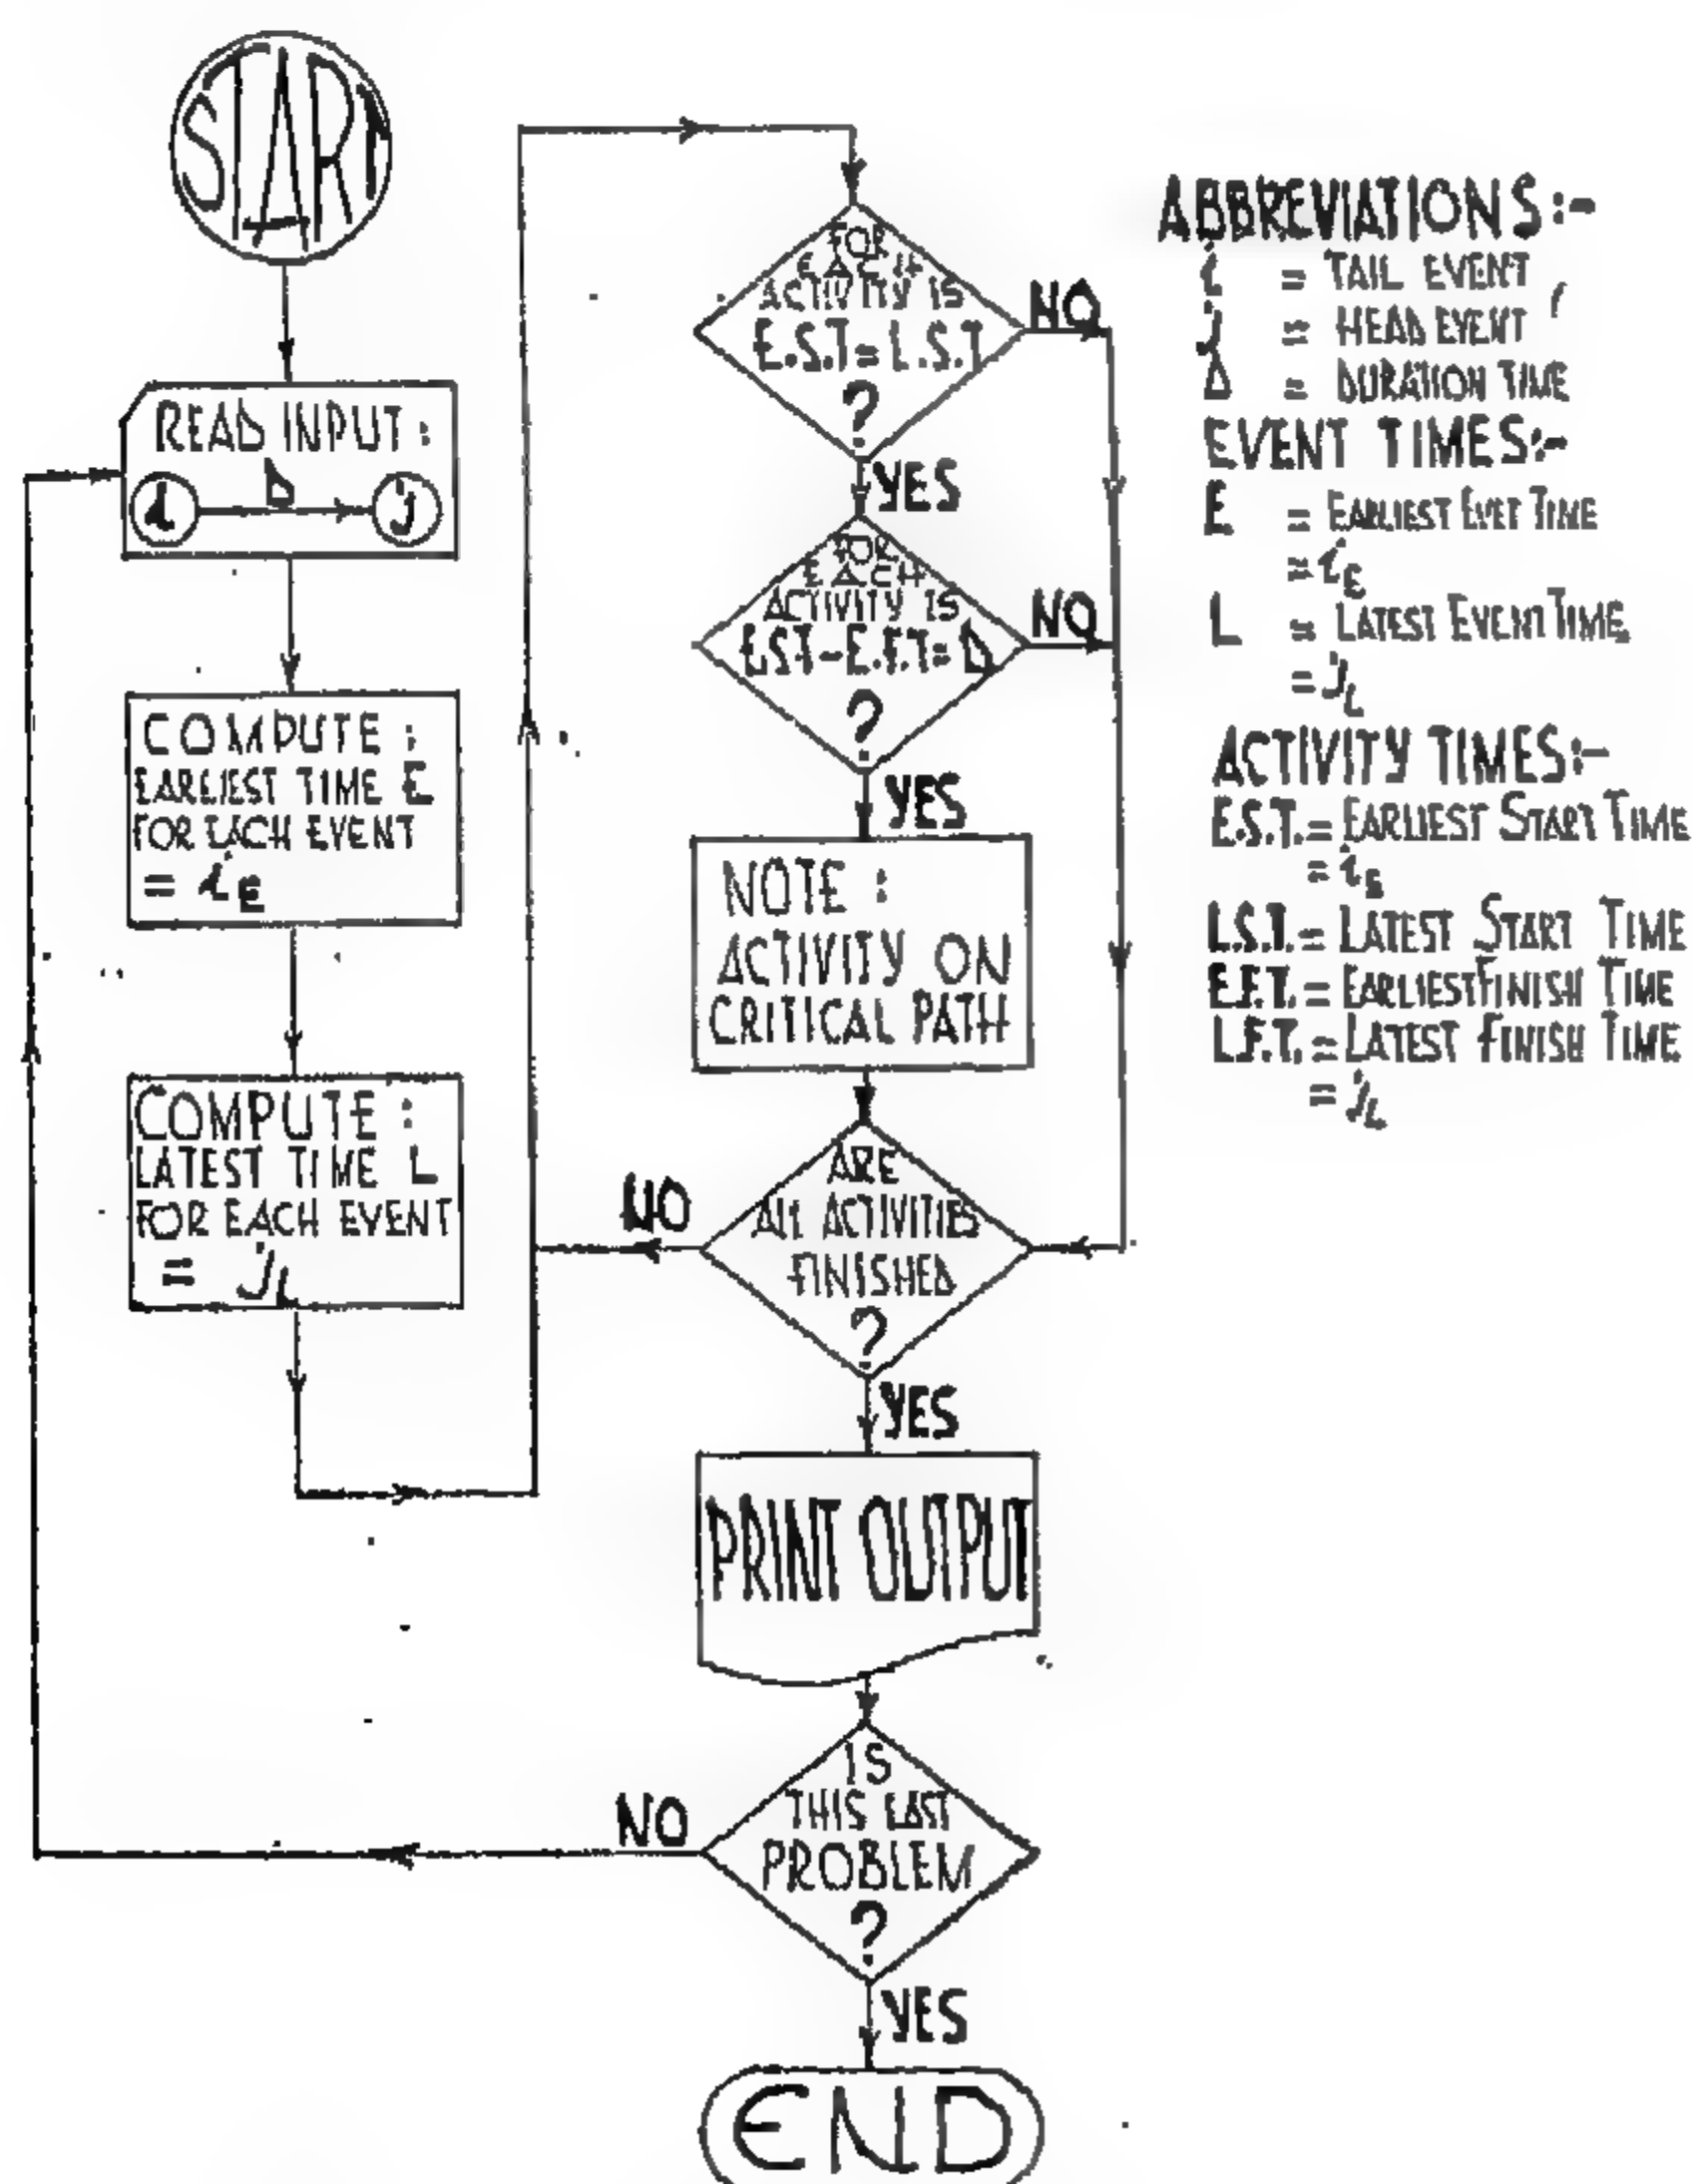 START
READ INPUT :
i D j
COMPUTE :
EARLIEST TIME E
FOR EACH EVENT
= iE
COMPUTE :
LATEST TIME L
FOR EACH EVENT
= jL
FOR
EACH
ACTIVITY IS
E.S.T = L.S.T
?
NO
YES
FOR
EACH
ACTIVITY IS
E.S.T - E.F.T = D
?
NO
YES
NOTE :
ACTIVITY ON
CRITICAL PATH
ARE
ALL ACTIVITIES
FINISHED
?
NO
YES
PRINT OUTPUT
IS
THIS LAST
PROBLEM
?
NO
YES
END
ABBREVIATIONS :-
i = TAIL EVENT
j = HEAD EVENT
D = DURATION TIME
EVENT TIMES:-
E = EARLIEST EVET TIME
= iE
L = LATEST EVENT TIME
= jL
ACTIVITY TIMES:-
E.S.T. = EARLIEST START TIME
= iE
L.S.T. = LATEST START TIME
E.F.T. = EARLIEST FINISH TIME
L.F.T. = LATEST FINISH TIME
= jL